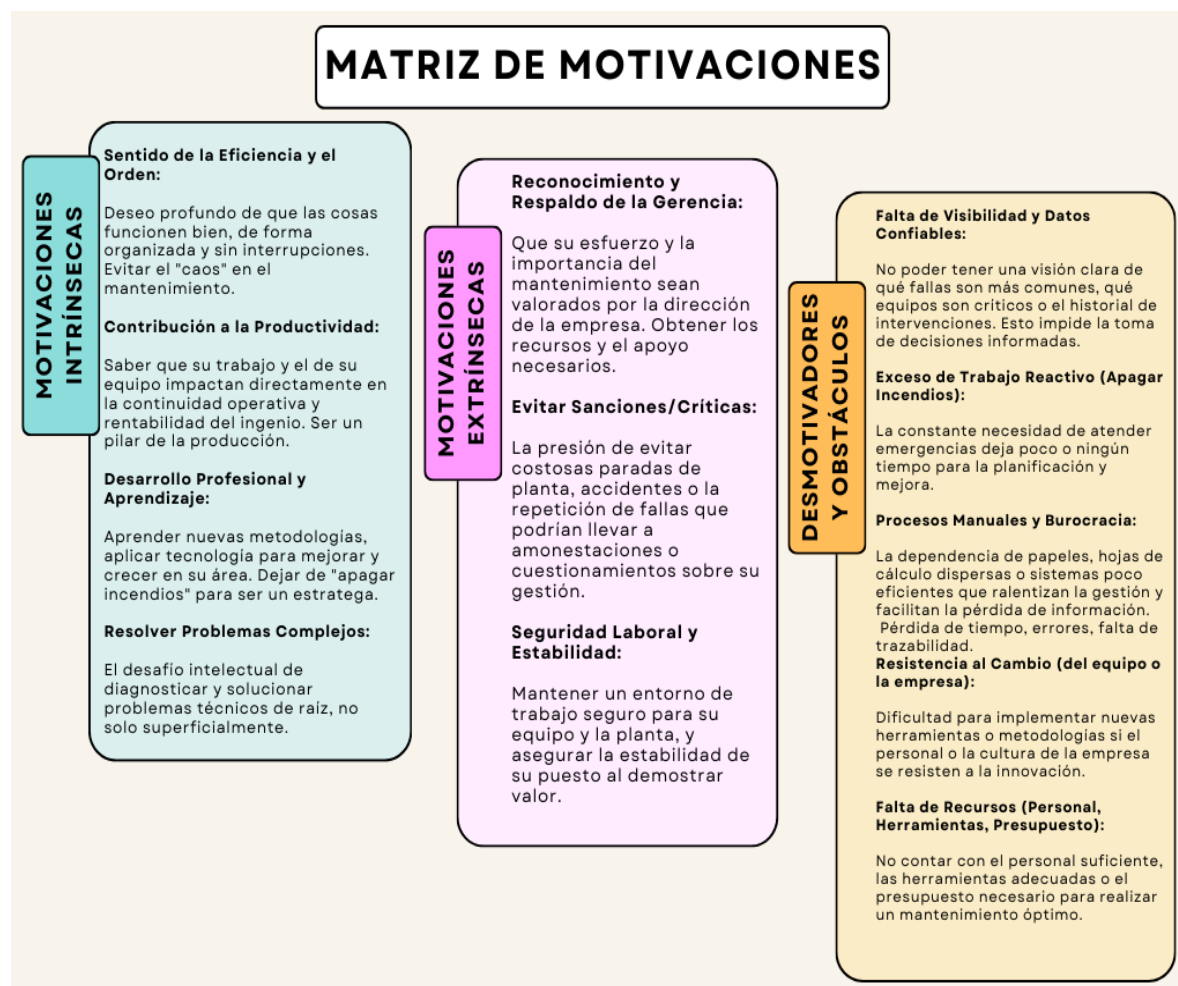 MATRIZ DE MOTIVACIONES
MOTIVACIONES
INTRÍNSECAS
Sentido de la Eficiencia y el
Orden:
Deseo profundo de que las cosas
funcionen bien, de forma
organizada y sin interrupciones.
Evitar el "caos" en el
mantenimiento.
Contribución a la Productividad:
Saber que su trabajo y el de su
equipo impactan directamente en
la continuidad operativa y
rentabilidad del ingenio. Ser un
pilar de la producción.
Desarrollo Profesional y
Aprendizaje:
Aprender nuevas metodologías,
aplicar tecnología para mejorar y
crecer en su área. Dejar de "apagar
incendios" para ser un estratega.
Resolver Problemas Complejos:
El desafío intelectual de
diagnosticar y solucionar
problemas técnicos de raíz, no
solo superficialmente.
MOTIVACIONES
EXTRÍNSECAS
Reconocimiento y
Respaldo de la Gerencia:
Que su esfuerzo y la
importancia del
mantenimiento sean
valorados por la dirección
de la empresa. Obtener los
recursos y el apoyo
necesarios.
Evitar Sanciones/Críticas:
La presión de evitar
costosas paradas de
planta, accidentes o la
repetición de fallas que
podrían llevar a
amonestaciones o
cuestionamientos sobre su
gestión.
Seguridad Laboral y
Estabilidad:
Mantener un entorno de
trabajo seguro para su
equipo y la planta, y
asegurar la estabilidad de
su puesto al demostrar
valor.
DESMOTIVADORES
Y OBSTÁCULOS
Falta de Visibilidad y Datos
Confiables:
No poder tener una visión clara de
qué fallas son más comunes, qué
equipos son críticos o el historial de
intervenciones. Esto impide la toma
de decisiones informadas.
Exceso de Trabajo Reactivo (Apagar
Incendios):
La constante necesidad de atender
emergencias deja poco o ningún
tiempo para la planificación y
mejora.
Procesos Manuales y Burocracia:
La dependencia de papeles, hojas de
cálculo dispersas o sistemas poco
eficientes que ralentizan la gestión y
facilitan la pérdida de información.
Pérdida de tiempo, errores, falta de
trazabilidad.
Resistencia al Cambio (del equipo o
la empresa):
Dificultad para implementar nuevas
herramientas o metodologías si el
personal o la cultura de la empresa
se resisten a la innovación.
Falta de Recursos (Personal,
Herramientas, Presupuesto):
No contar con el personal suficiente,
las herramientas adecuadas o el
presupuesto necesario para realizar
un mantenimiento óptimo.